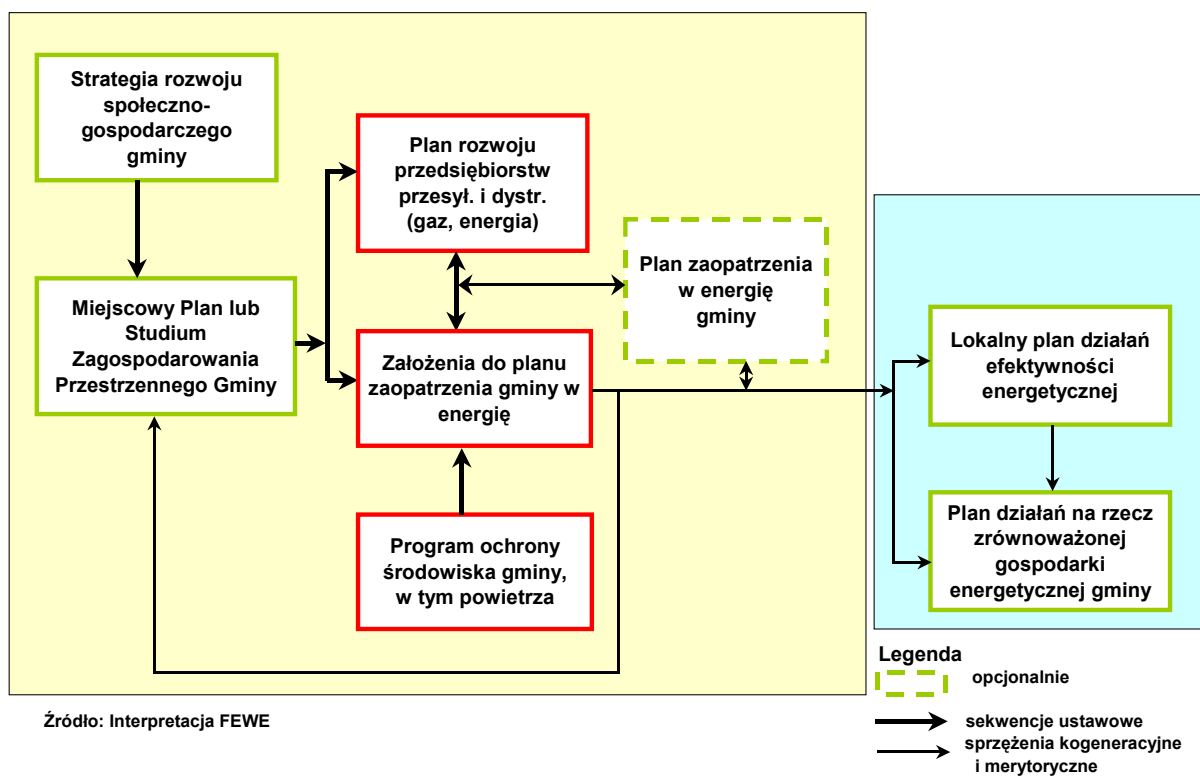 Strategia rozwoju
społeczno-
gospodarczego
gminy
Plan rozwoju
przedsiębiorstw
przesył. i dystr.
(gaz, energia)
Plan zaopatrzenia
w energię
gminy
Miejscowy Plan lub
Studium
Zagospodarowania
Przestrzennego Gminy
Założenia do planu
zaopatrzenia gminy w
energię
Lokalny plan działań
efektywności
energetycznej
Program ochrony
środowiska gminy,
w tym powietrza
Plan działań na rzecz
zrównoważonej
gospodarki
energetycznej gminy
Legenda
opcjonalnie
sekwencje ustawowe
sprzężenia kogeneracyjne
i merytoryczne
Źródło: Interpretacja FEWE